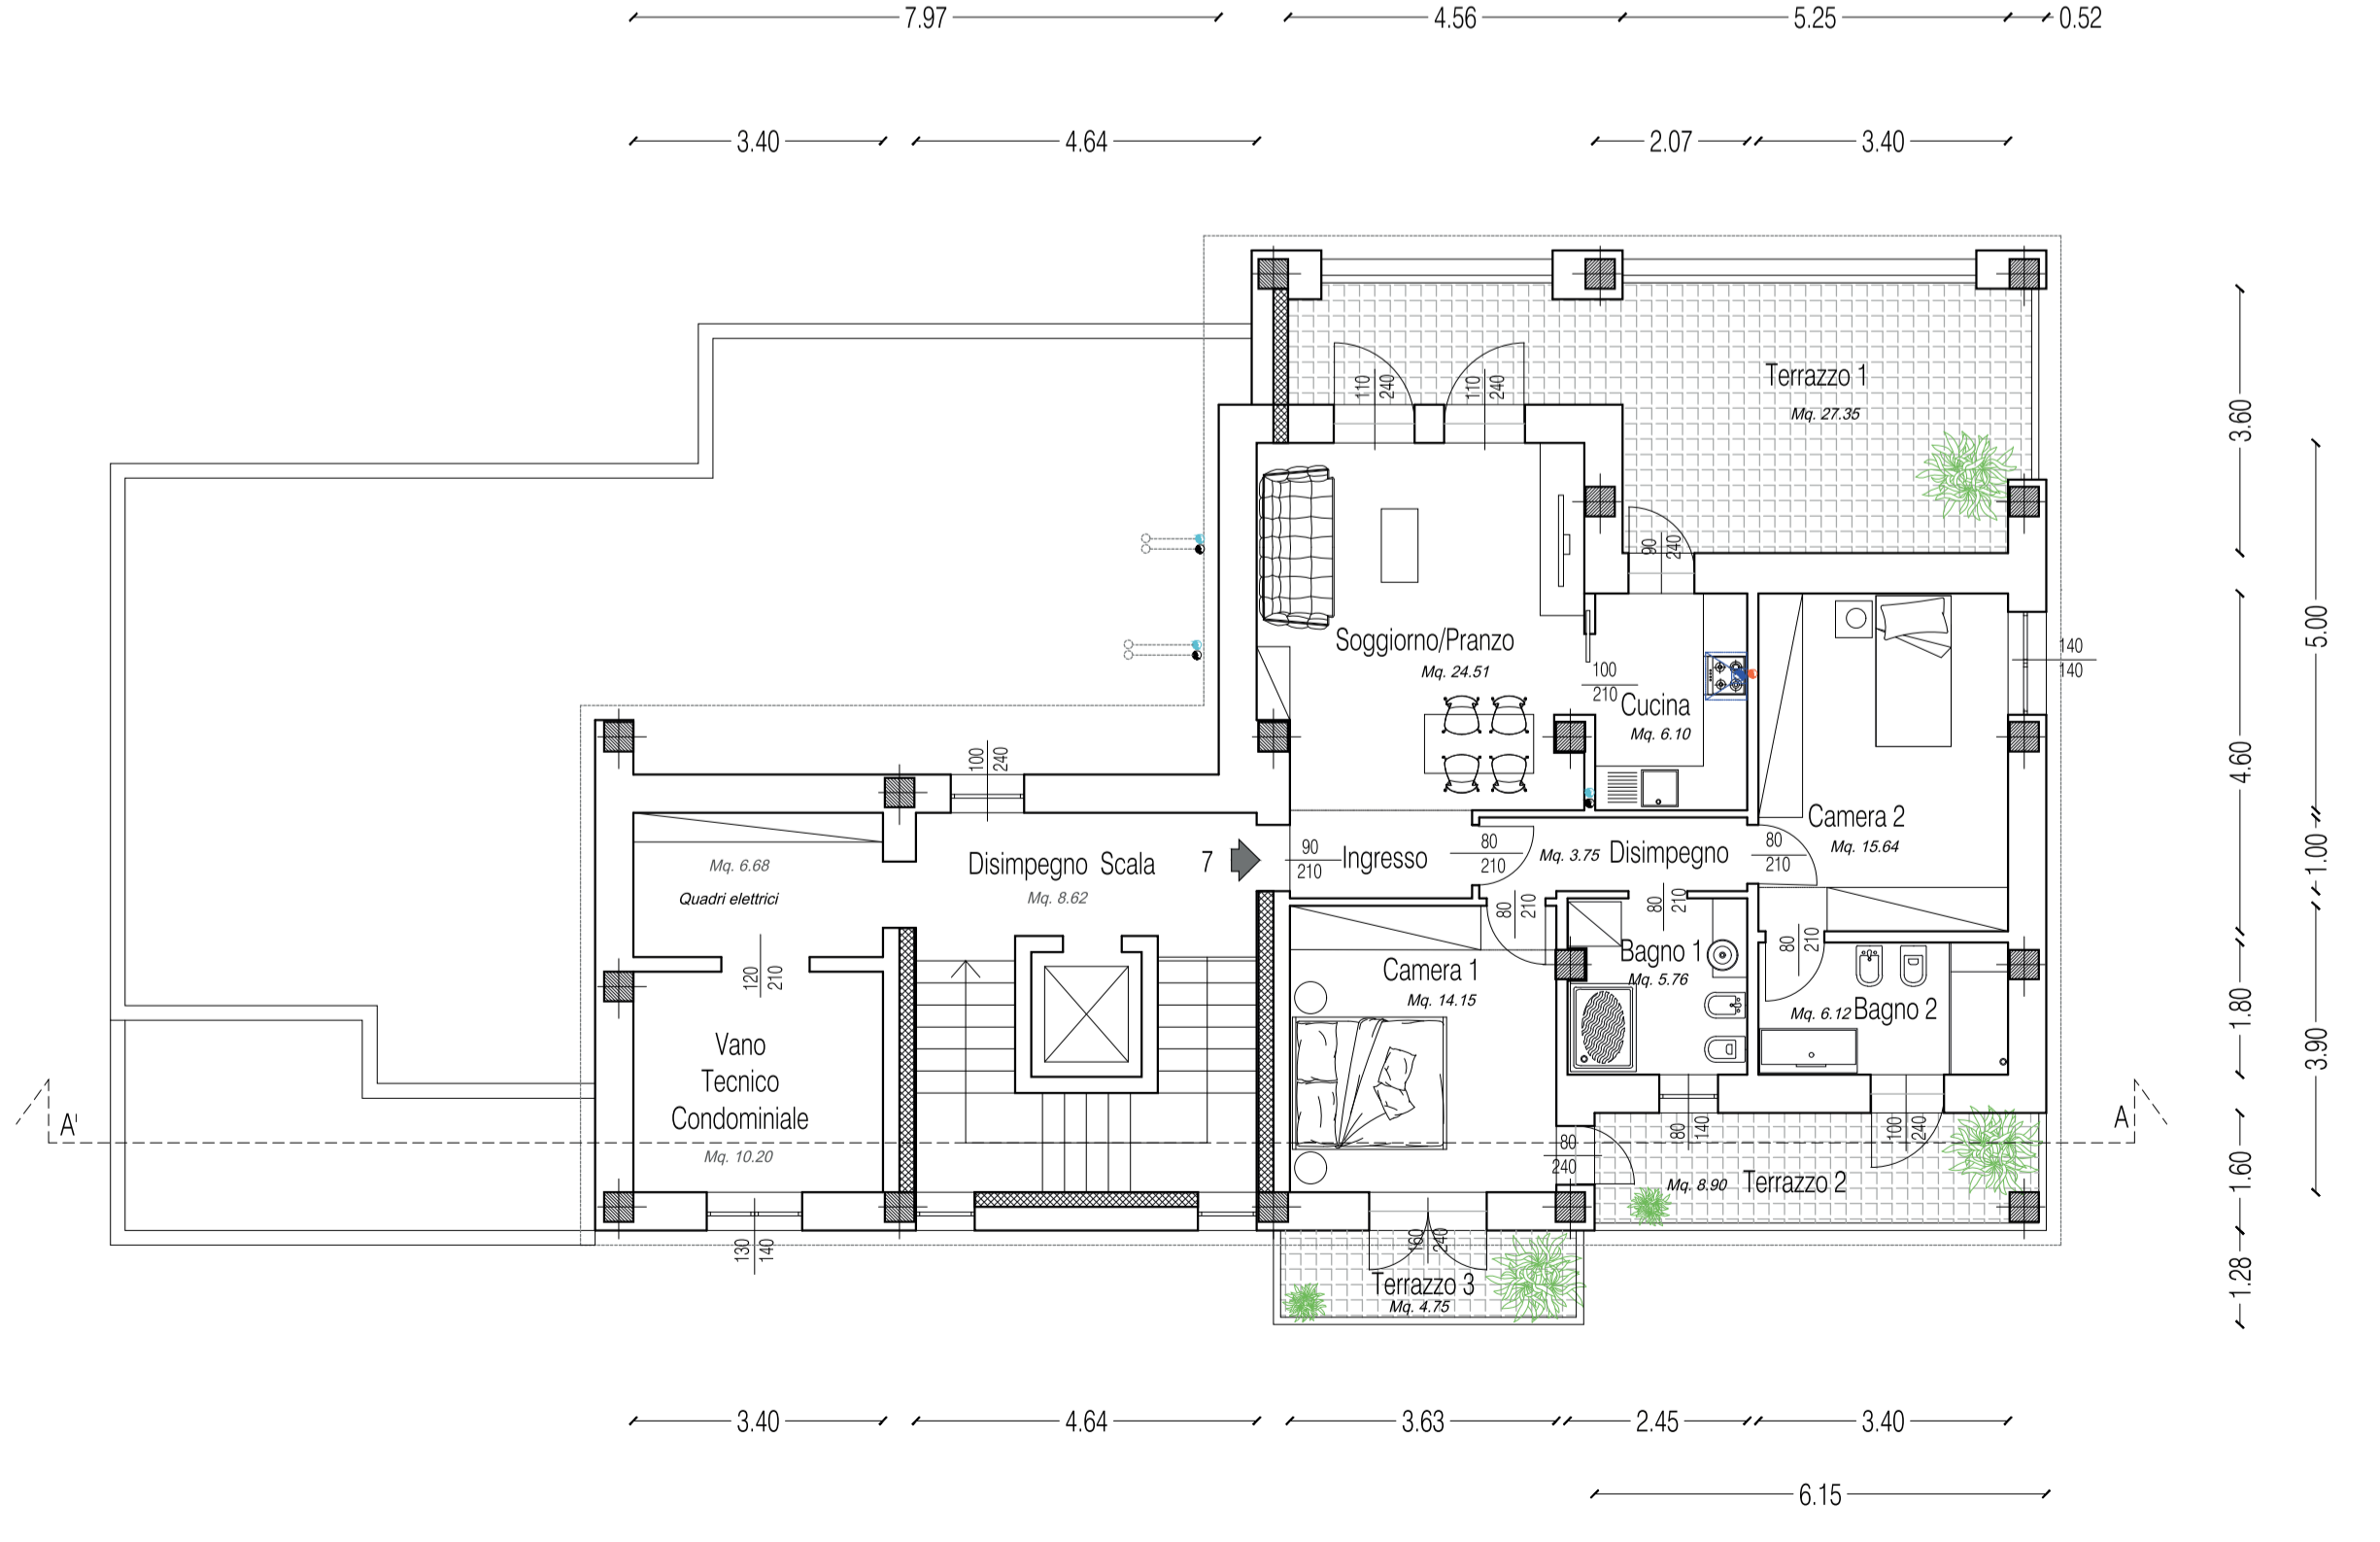 7.97
4.56
5.25
0.52
3.40
4.64
2.07
3.40
Terrazzo 1
Mq. 27.35
110
240
110
240
3.60
90
240
5.00
Soggiorno/Pranzo
Mq. 24.51
140
140
100
210
Cucina
Mq. 6.10
4.60
100
240
Camera 2
Mq. 15.64
Mq. 6.68
Quadri elettrici
Disimpegno Scala
Mq. 8.62
7
90
210
Ingresso
80
210
Mq. 3.75 Disimpegno
80
210
1.00
80
210
80
210
80
210
120
210
Camera 1
Mq. 14.15
Bagno 1
Mq. 5.76
Mq. 6.12 Bagno 2
1.80
3.90
Vano
Tecnico
Condominiale
Mq. 10.20
A'
A
80
240
80
140
100
240
Mq. 8.90 Terrazzo 2
1.60
130
140
160
240
Terrazzo 3
Mq. 4.75
1.28
3.40
4.64
3.63
2.45
3.40
6.15